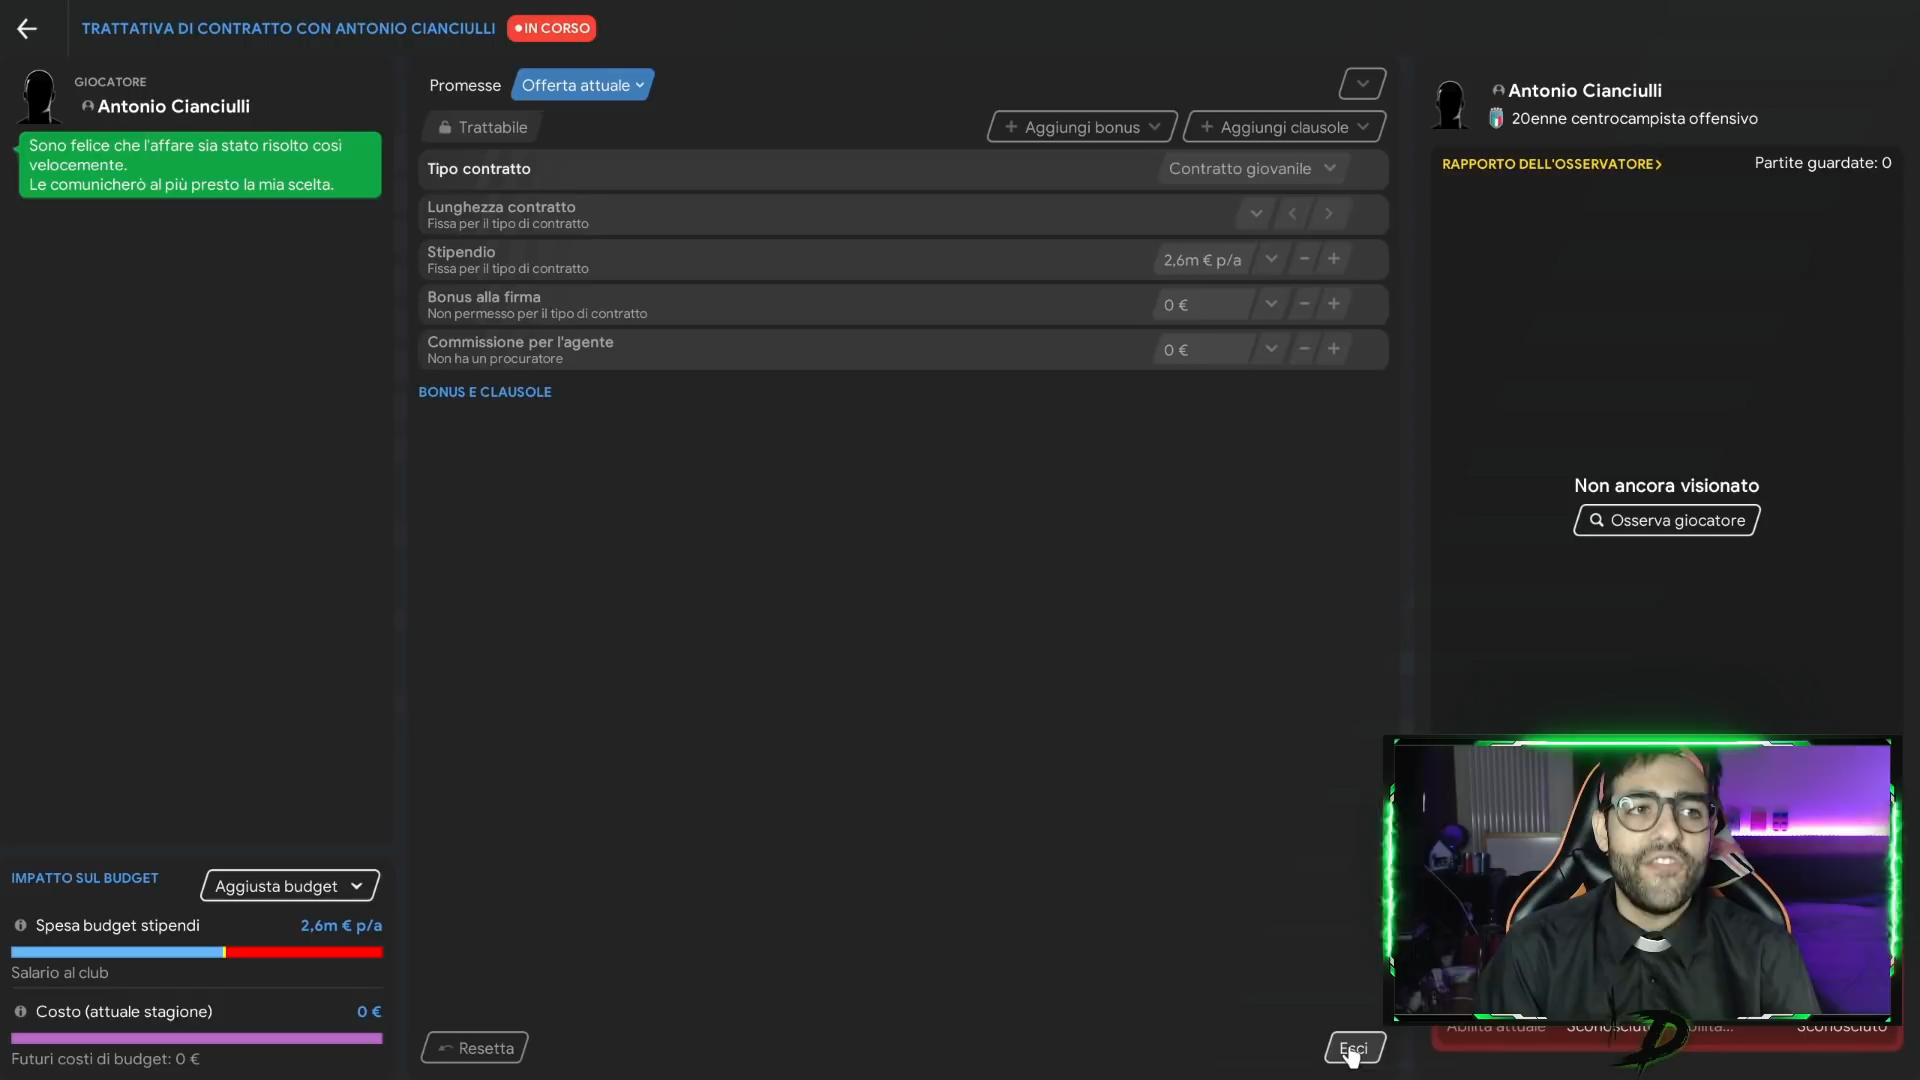 TRATTATIVA DI CONTRATTO CON ANTONIO CIANCIULLI
IN CORSO
GIOCATORE
Antonio Cianciulli
Sono felice che l'affare sia stato risolto così
velocemente.
Le comunicherò al più presto la mia scelta.
Promesse
Offerta attuale
Trattabile
+ Aggiungi bonus
+ Aggiungi clausole
Tipo contratto
Contratto giovanile
Lunghezza contratto
Fissa per il tipo di contratto
Stipendio
Fissa per il tipo di contratto
2,6m € p/a
Bonus alla firma
Non permesso per il tipo di contratto
0 €
Commissione per l'agente
Non ha un procuratore
0 €
BONUS E CLAUSOLE
Antonio Cianciulli
20enne centrocampista offensivo
RAPPORTO DELL'OSSERVATORE>
Partite guardate: 0
Non ancora visionato
Osserva giocatore
IMPATTO SUL BUDGET
Aggiusta budget
Spesa budget stipendi
2,6m € p/a
Salario al club
Costo (attuale stagione)
0 €
Futuri costi di budget: 0 €
Resetta
Esci
Abilità attuale
Sconosciuto